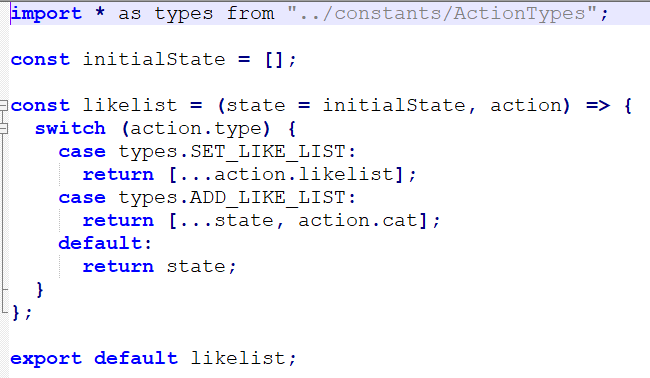 import * as types from "../constants/ActionTypes";
const initialState = [];
const likelist = (state = initialState, action) => {
  switch (action.type) {
    case types.SET_LIKE_LIST:
      return [...action.likelist];
    case types.ADD_LIKE_LIST:
      return [...state, action.cat];
    default:
      return state;
  }
};
export default likelist;